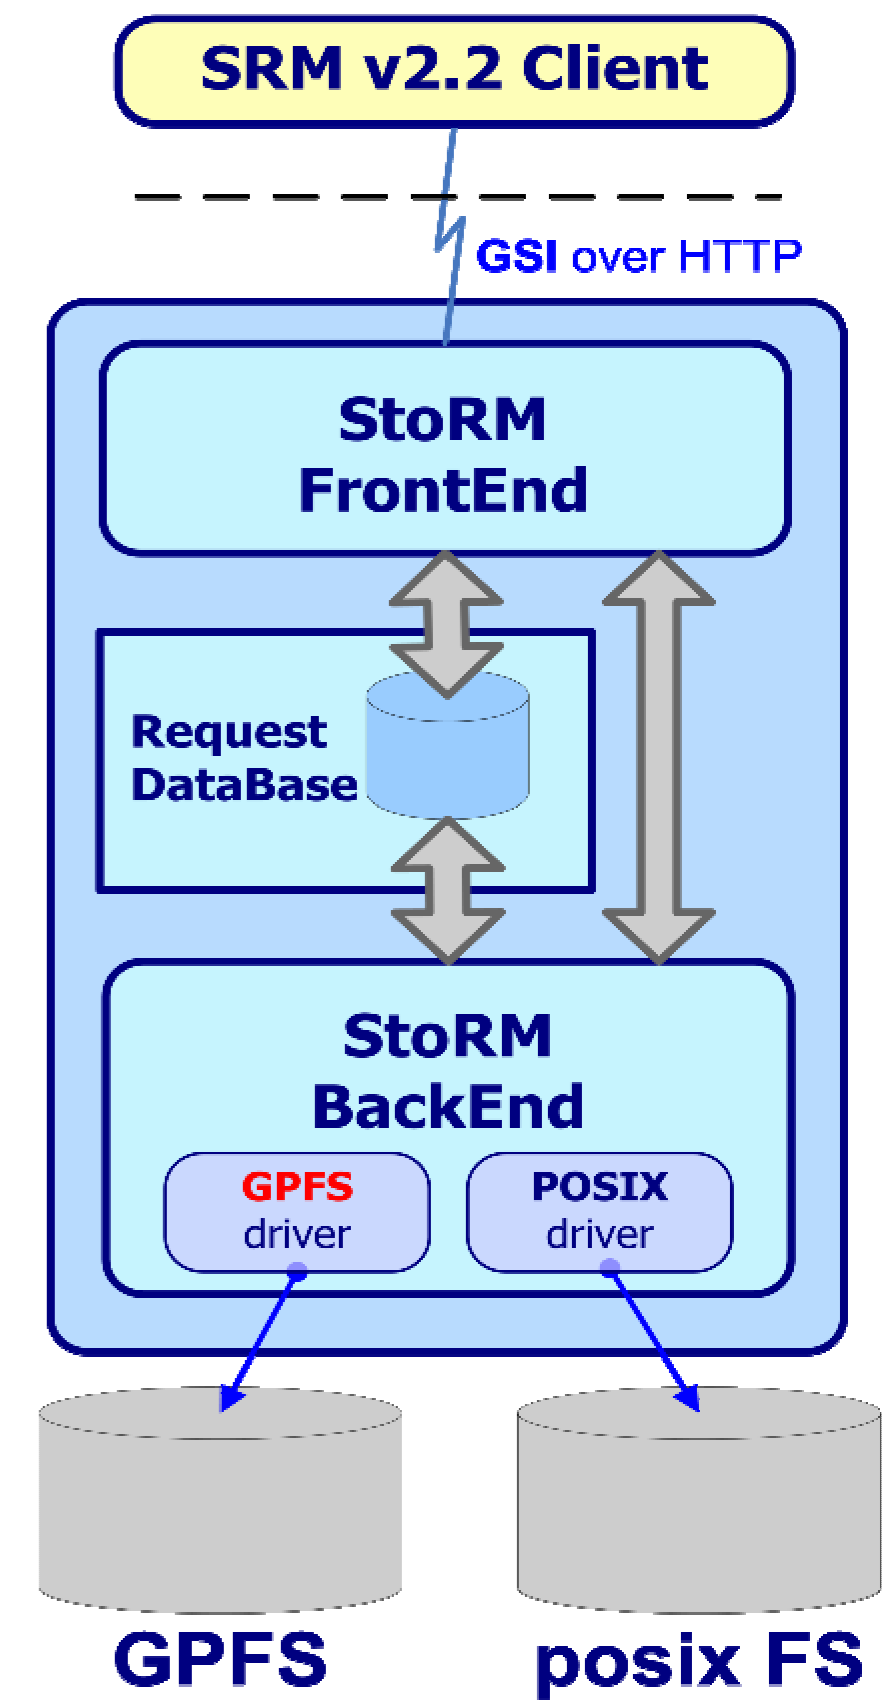 SRM v2.2 Client
GSI over HTTP
StoRM
FrontEnd
Request
DataBase
StoRM
BackEnd
GPFS
driver
POSIX
driver
GPFS
posix FS